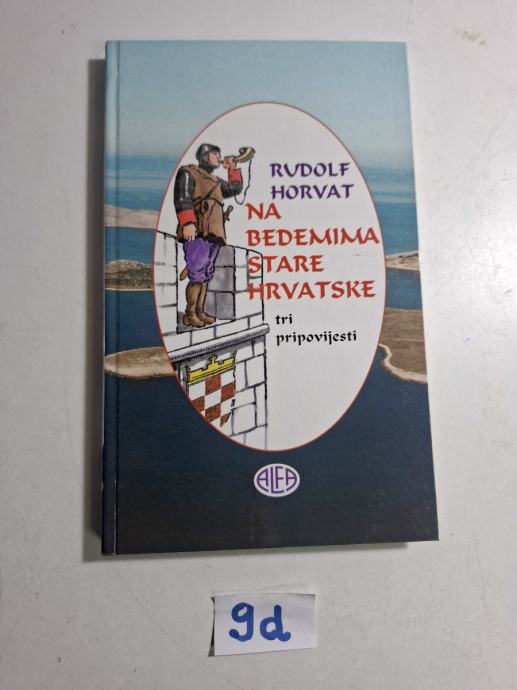 RUDOLF
HORVAT
NA
BEDEMIMA
STARE
HRVATSKE
tri
pripovijesti
ALFA
9d